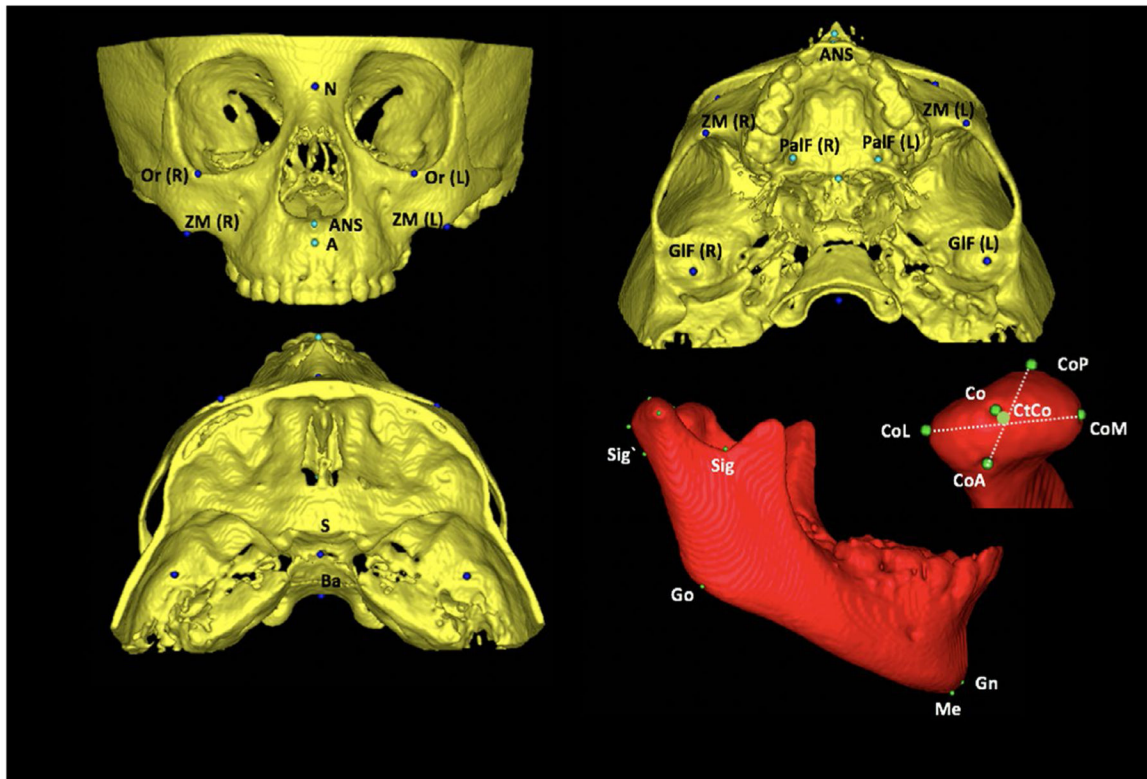 N
Or (R)
Or (L)
ZM (R)
ZM (L)
ANS
A
ANS
ZM (R)
ZM (L)
PalF (R)
PalF (L)
GlF (R)
GlF (L)
S
Ba
CoP
Co
CtCo
CoL
CoM
CoA
Sig`
Sig
Go
Gn
Me